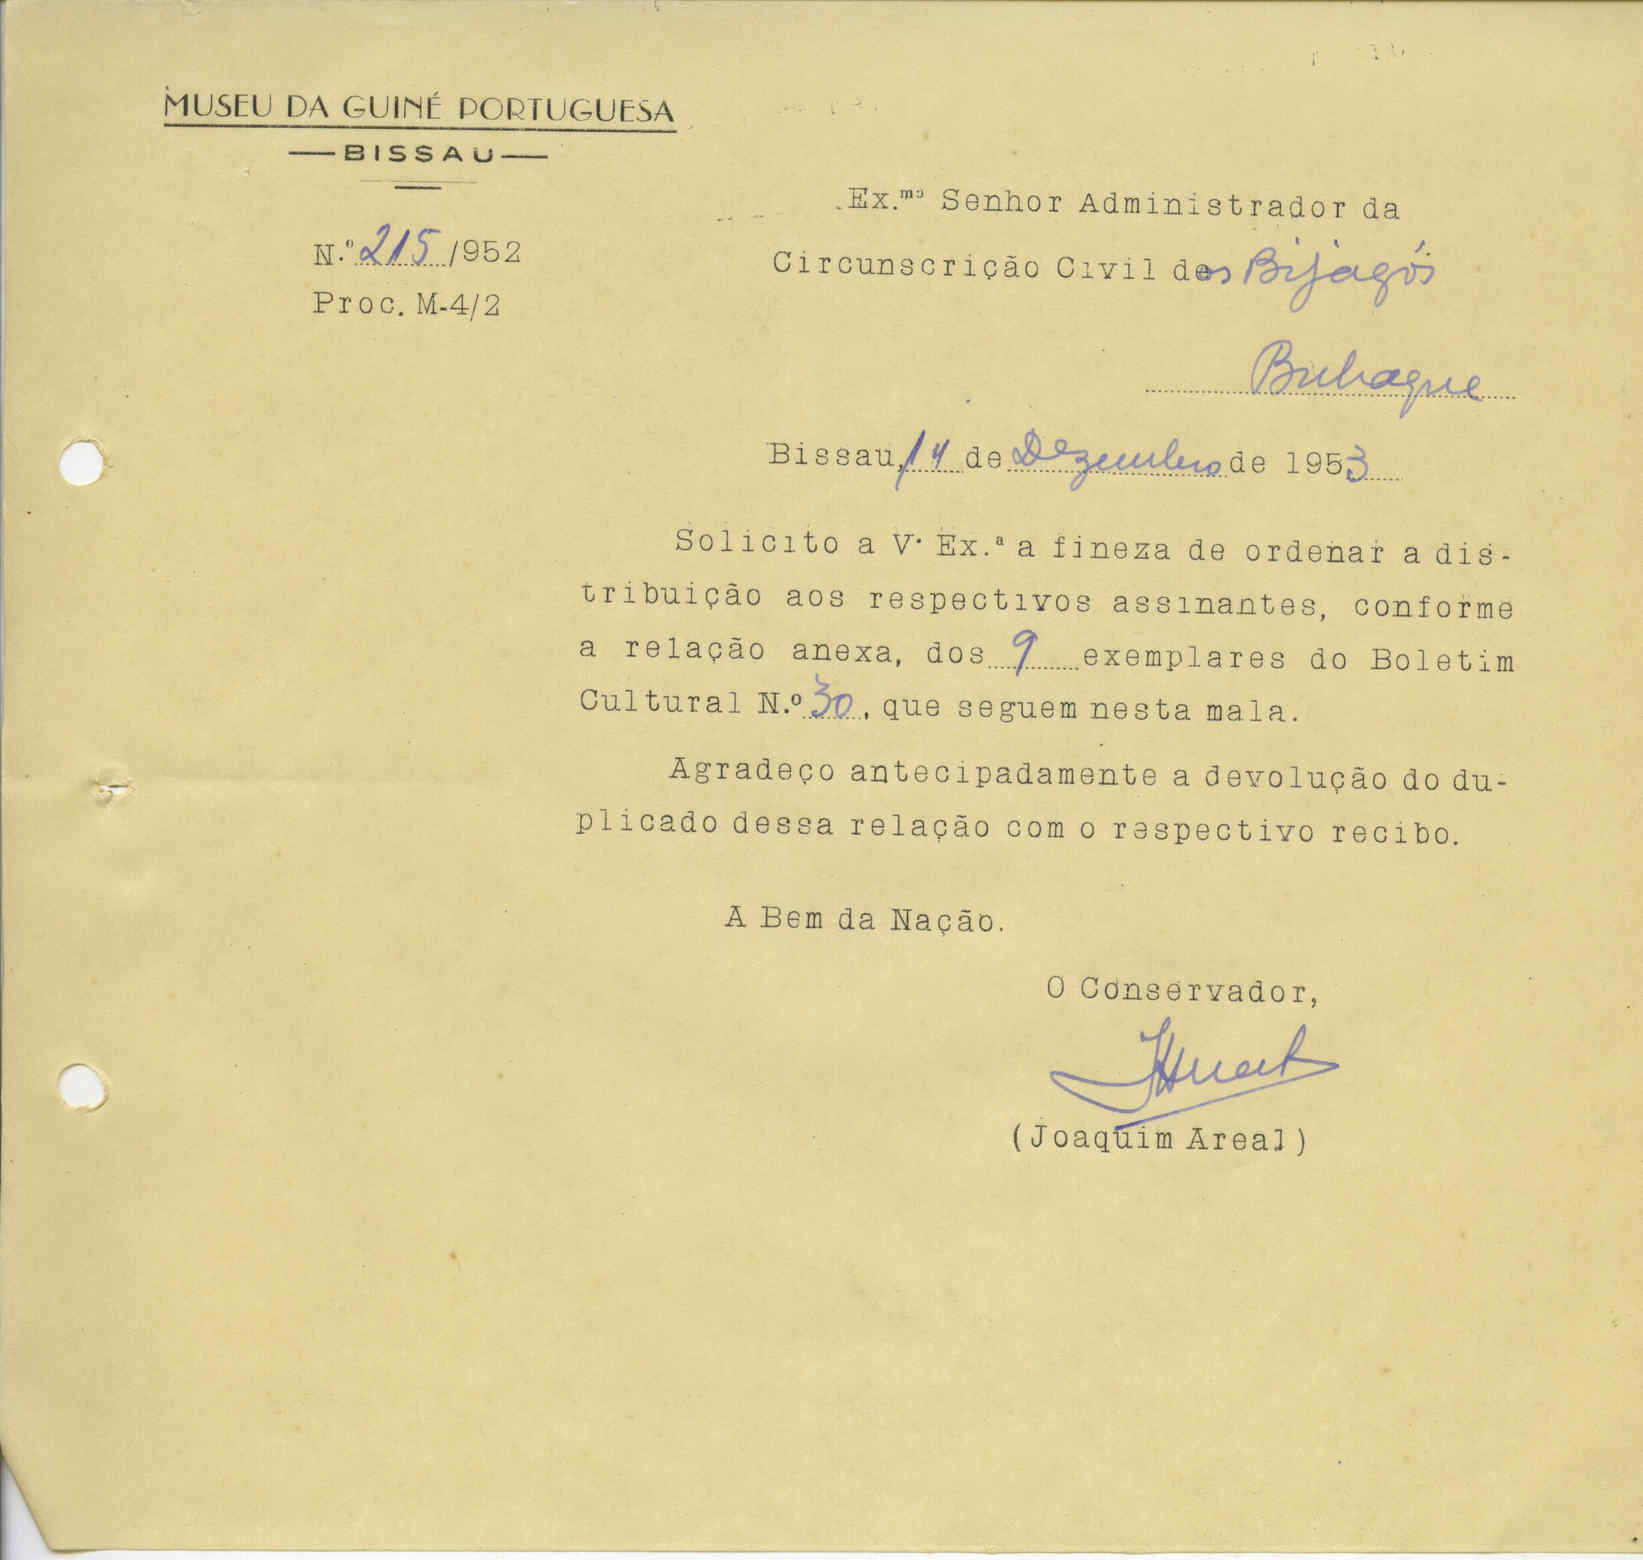 MUSEU DA GUINÉ PORTUGUESA
BISSAU
N.º 215/952
Proc. M-4/2
Ex.mo Senhor Administrador da
Circunscrição Civil dos Bijagós
Bubaque
Bissau, 14 de Dezembro de 1953
Solicito a V. Ex.ª a fineza de ordenar a dis-
tribuição aos respectivos assinantes, conforme
a relação anexa, dos 9 exemplares do Boletim
Cultural N.º 30, que seguem nesta mala.
Agradeço antecipadamente a devolução do du-
plicado dessa relação com o respectivo recibo.
A Bem da Nação.
O Conservador,
(Joaquim Areal)